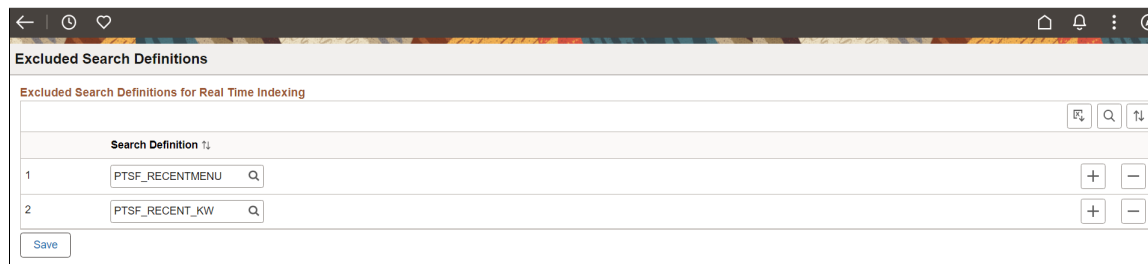 Excluded Search Definitions
Excluded Search Definitions for Real Time Indexing
Search Definition
1 PTSF_RECENTMENU
2 PTSF_RECENT_KW
Save